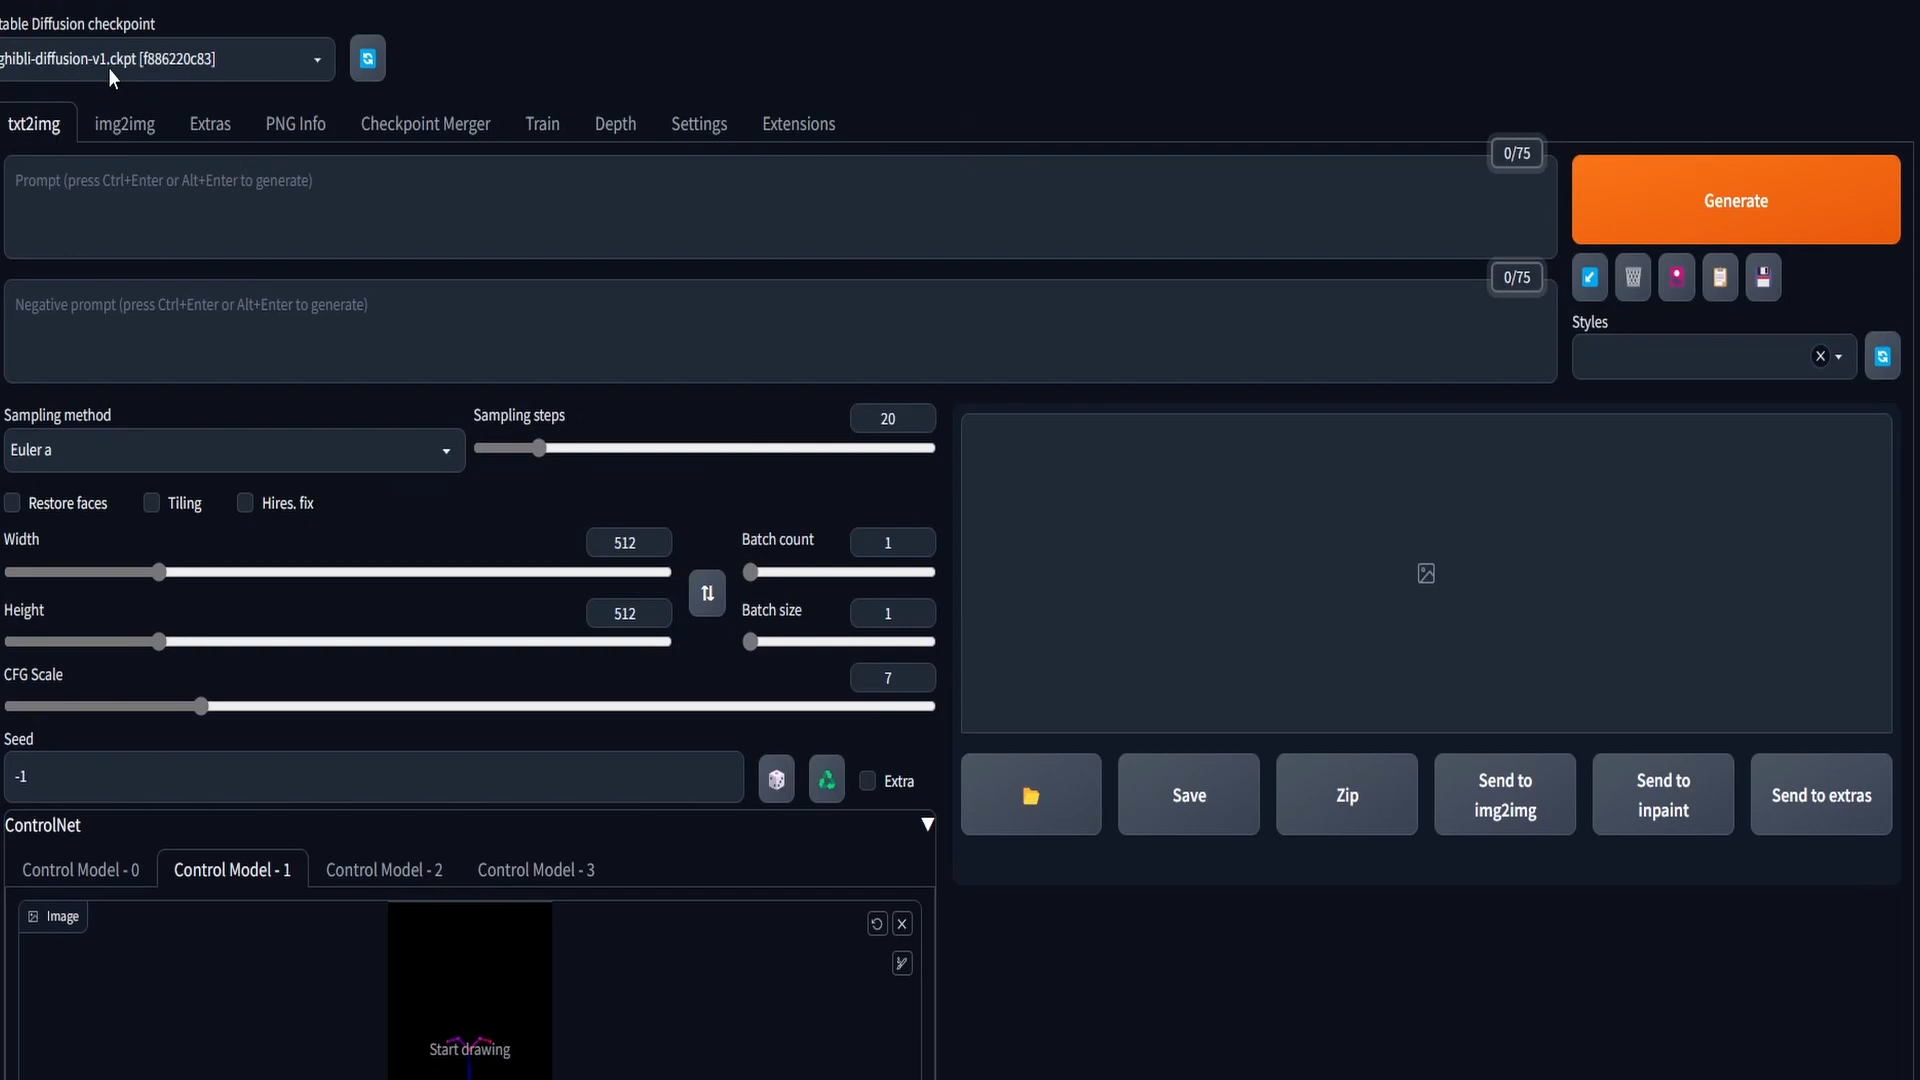 table Diffusion checkpoint
ghibli-diffusion-v1.ckpt [f886220c83]
txt2img
img2img
Extras
PNG Info
Checkpoint Merger
Train
Depth
Settings
Extensions
0/75
Prompt (press Ctrl+Enter or Alt+Enter to generate)
Generate
0/75
Negative prompt (press Ctrl+Enter or Alt+Enter to generate)
Styles
X
Sampling method
Sampling steps
20
Euler a
Restore faces
Tiling
Hires. fix
Width
512
Batch count
1
Height
512
Batch size
1
CFG Scale
7
Seed
-1
Extra
Save
Zip
Send to
img2img
Send to
inpaint
Send to extras
ControlNet
Control Model - 0
Control Model - 1
Control Model - 2
Control Model - 3
Image
Start drawing